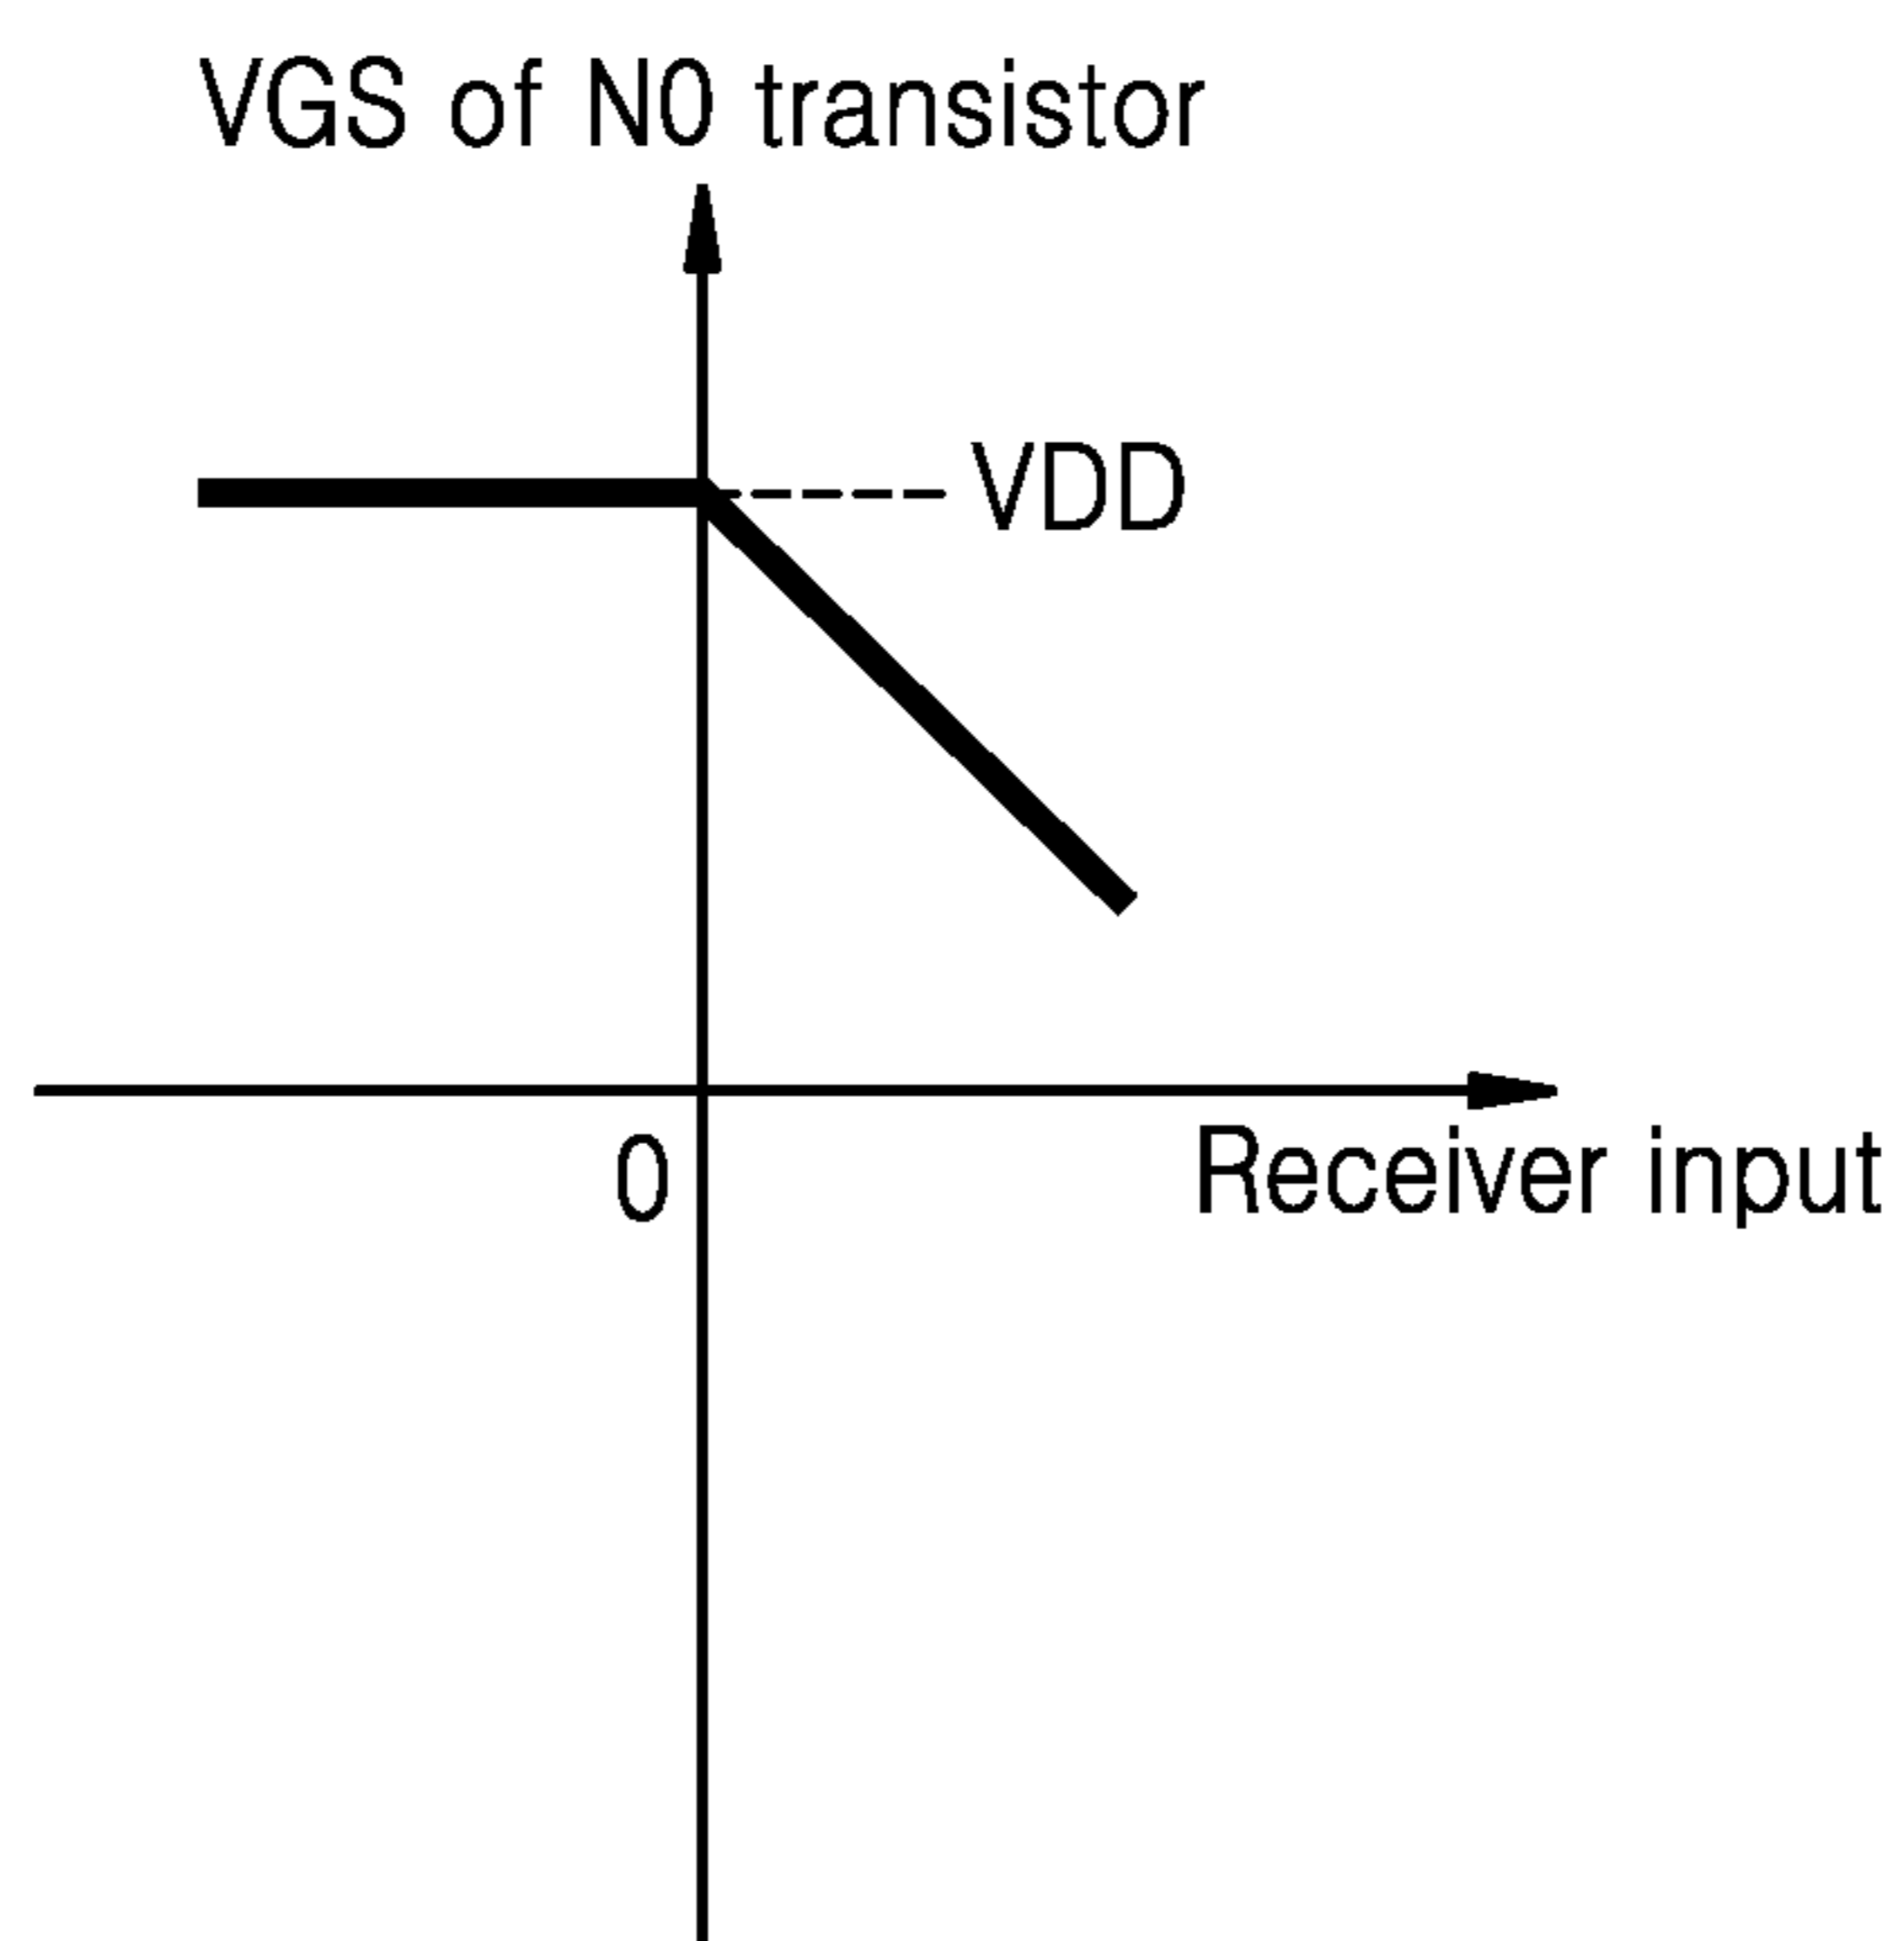 VGS of N0 transistor
VDD
0
Receiver input